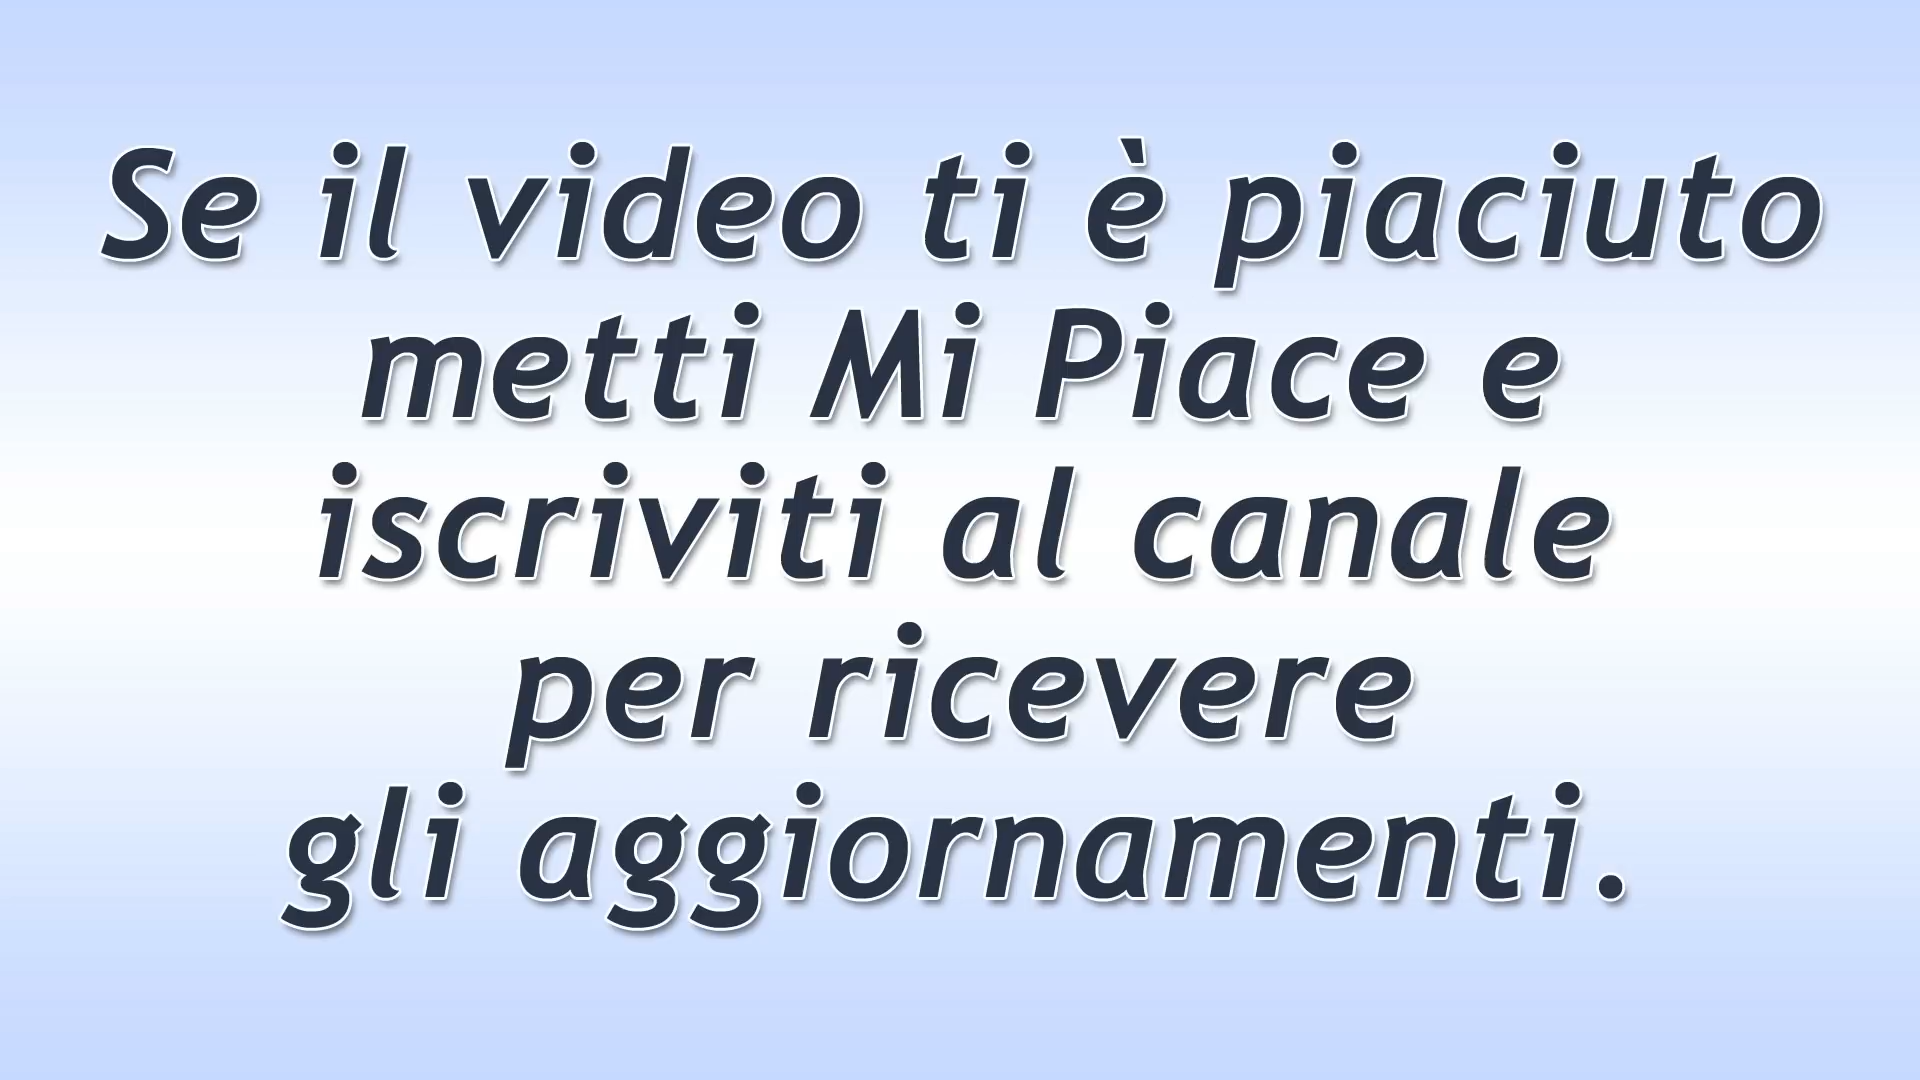 Se il video ti è piaciuto
metti Mi Piace e
iscriviti al canale
per ricevere
gli aggiornamenti.